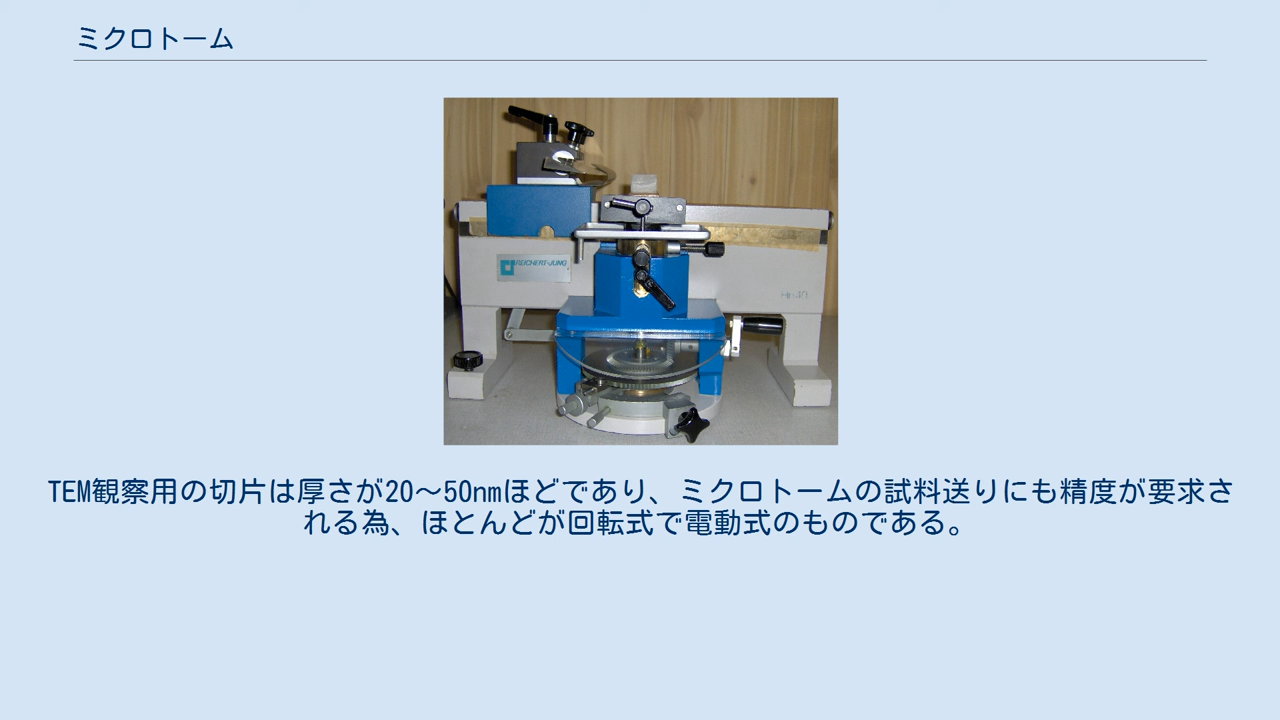 ミクロトーム
REICHERT-JUNG
TEM観察用の切片は厚さが20～50nmほどであり、ミクロトームの試料送りにも精度が要求さ
れる為、ほとんどが回転式で電動式のものである。